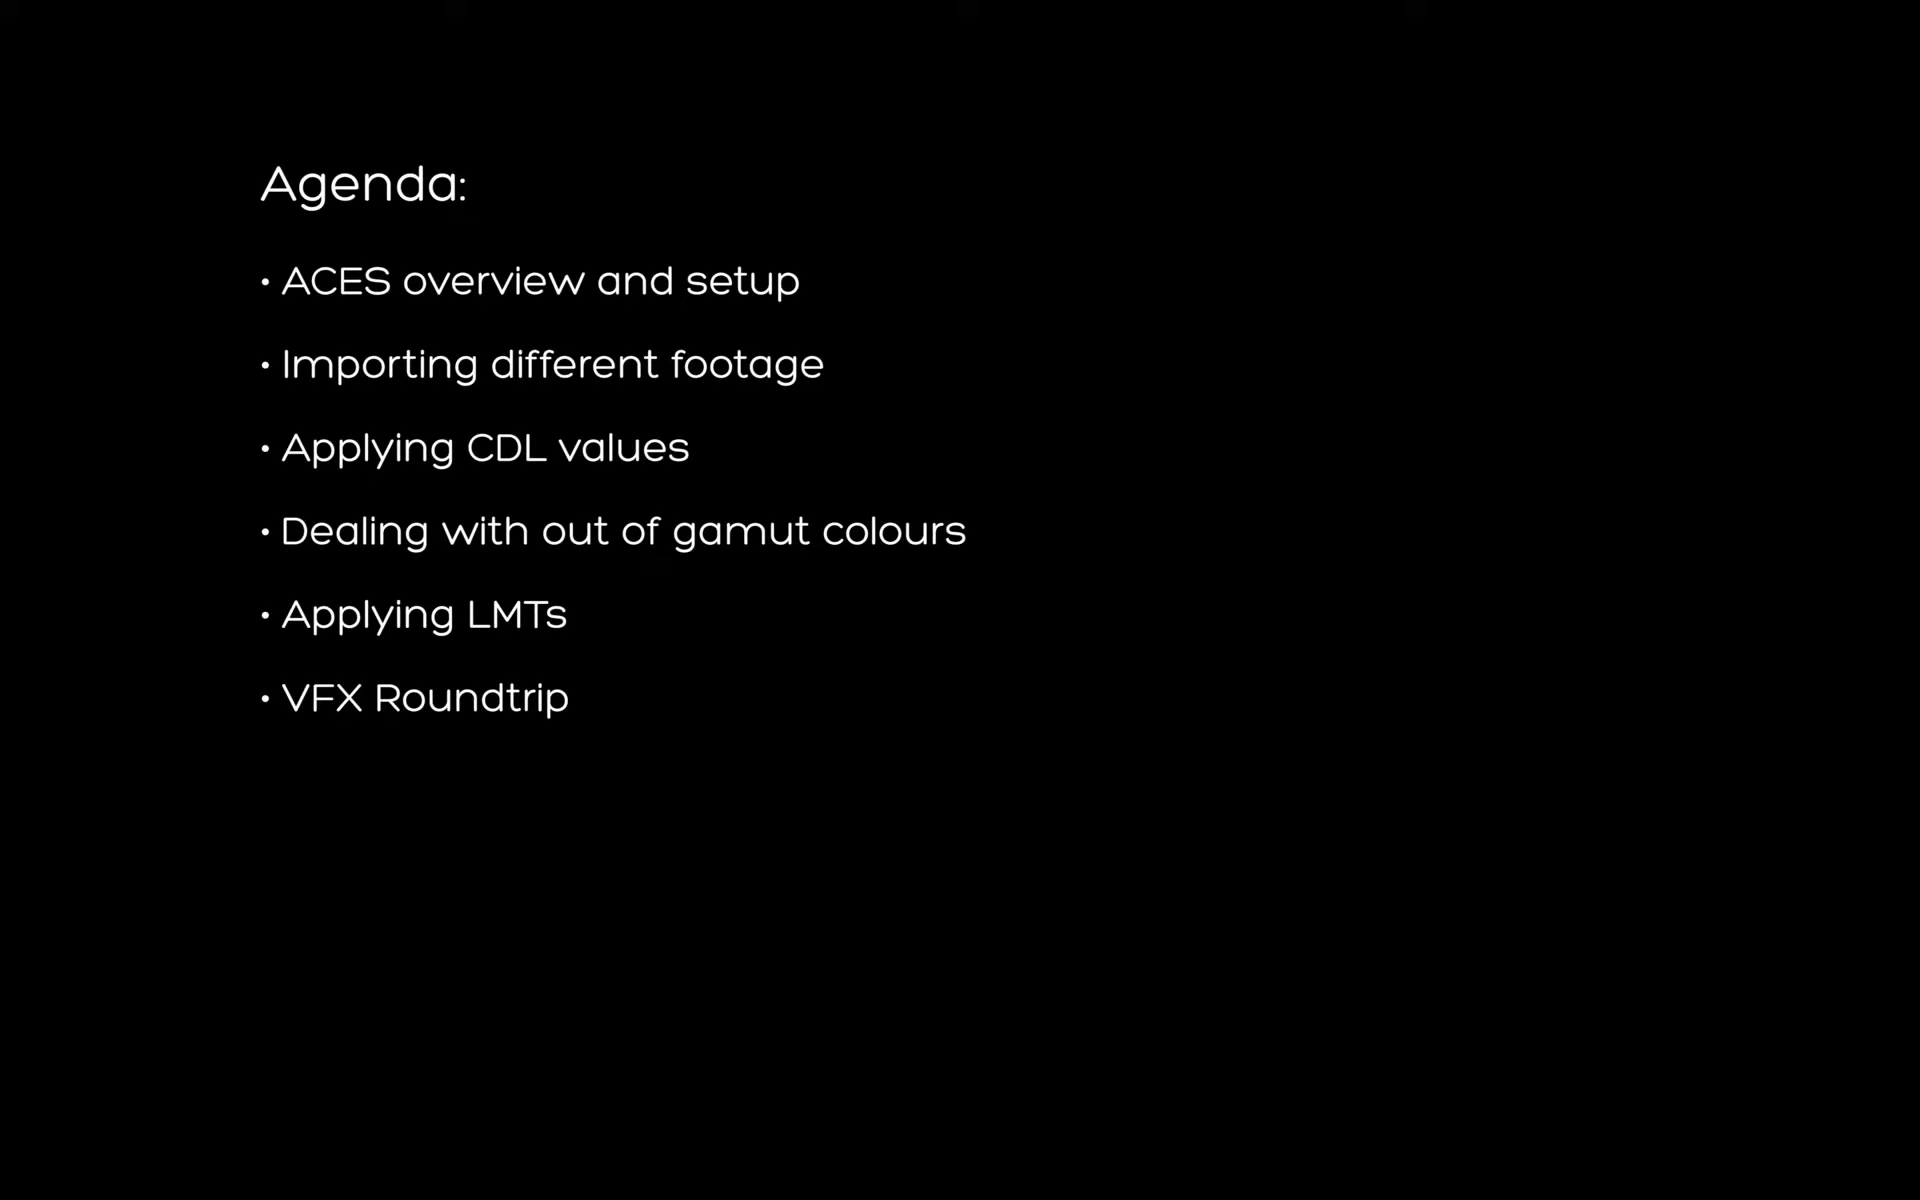 Agenda:
• ACES overview and setup
• Importing different footage
• Applying CDL values
• Dealing with out of gamut colours
• Applying LMTs
• VFX Roundtrip